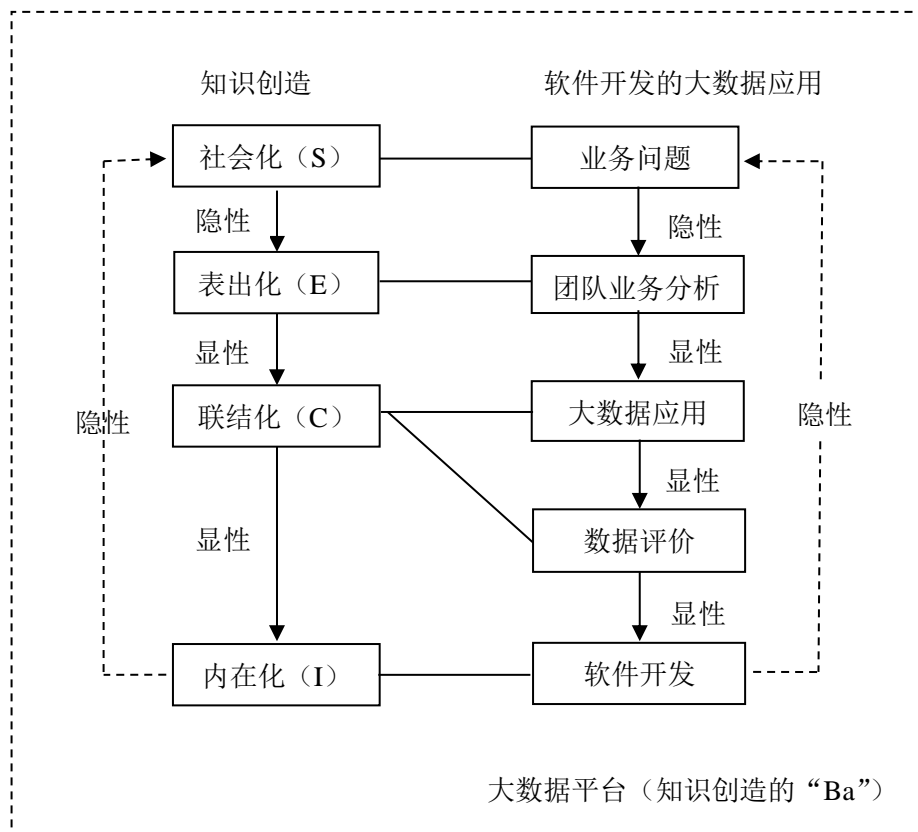 知识创造 软件开发的大数据应用
社会化（S） 业务问题
隐性 隐性
表出化（E） 团队业务分析
显性 显性
联结化（C） 大数据应用
隐性 隐性
显性
显性 数据评价
显性
内在化（I） 软件开发
大数据平台（知识创造的“Ba”）